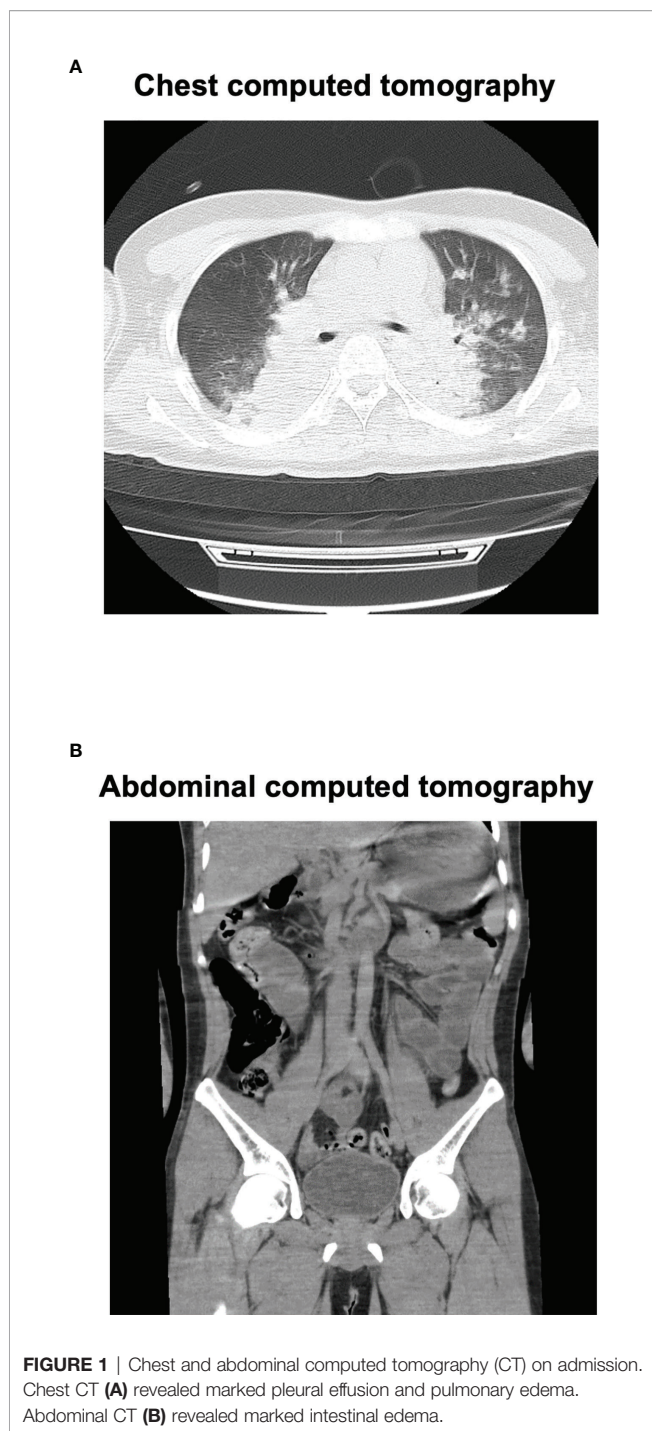 A
Chest computed tomography
B
Abdominal computed tomography
FIGURE 1 | Chest and abdominal computed tomography (CT) on admission.
Chest CT (A) revealed marked pleural effusion and pulmonary edema.
Abdominal CT (B) revealed marked intestinal edema.